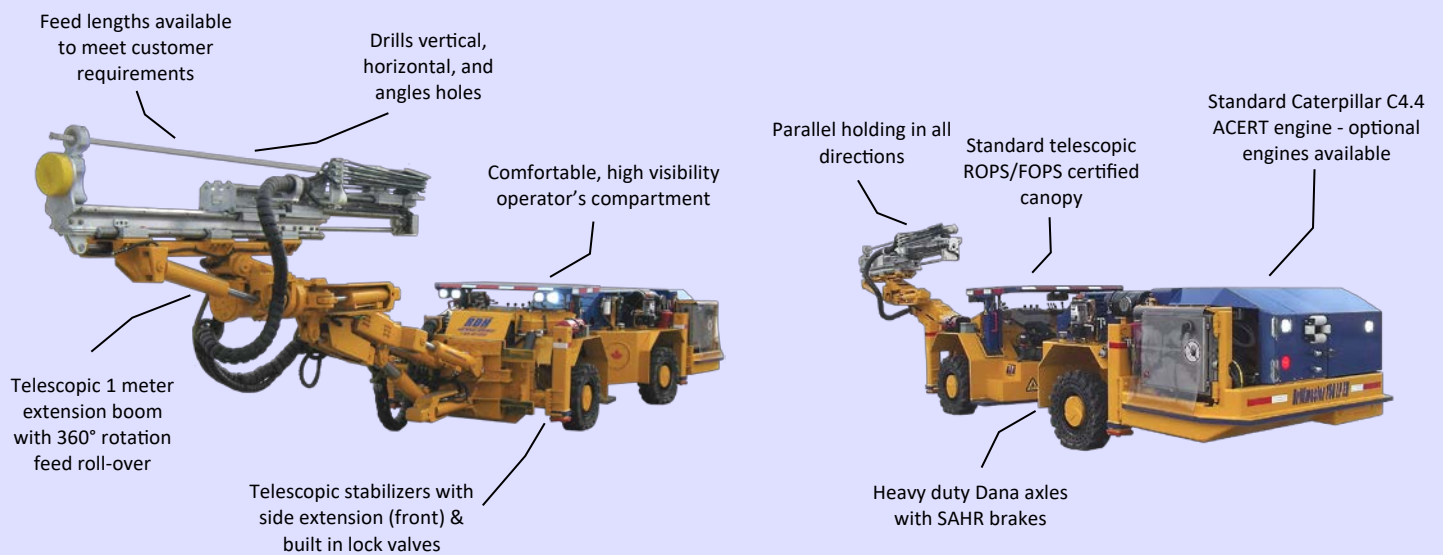 Feed lengths available
to meet customer
requirements
Drills vertical,
horizontal, and
angles holes
Comfortable, high visibility
operator's compartment
Telescopic 1 meter
extension boom
with 360° rotation
feed roll-over
Telescopic stabilizers with
side extension (front) &
built in lock valves
RDH
Parallel holding in all
directions
Standard telescopic
ROPS/FOPS certified
canopy
Standard Caterpillar C4.4
ACERT engine - optional
engines available
Heavy duty Dana axles
with SAHR brakes